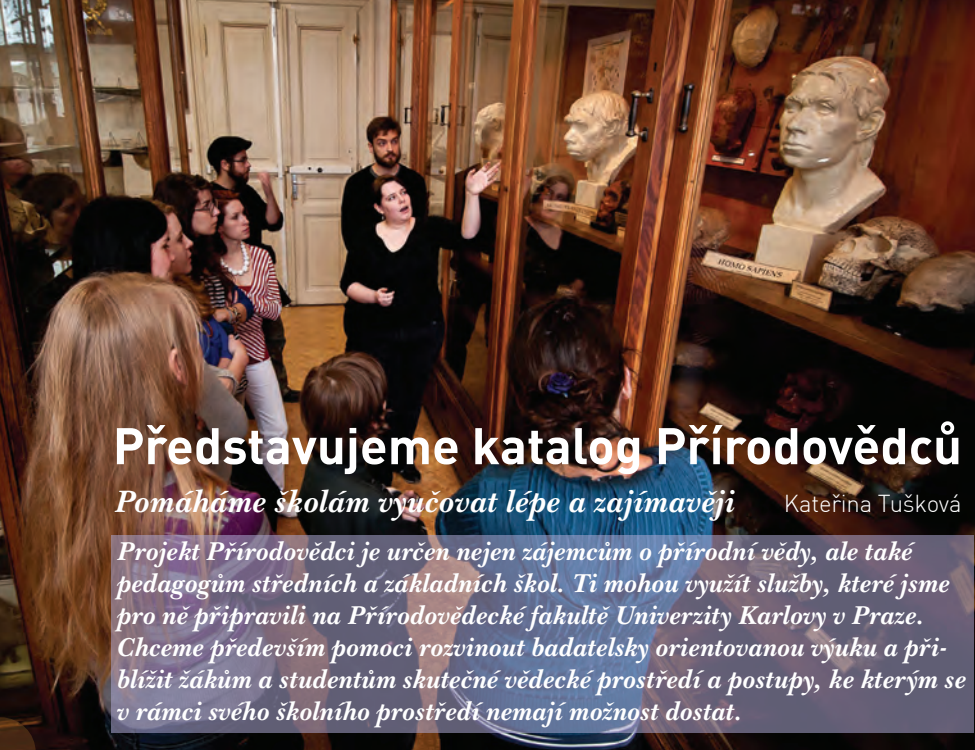 HOMO SAPIENS
Představujeme katalog Přírodovědců
Pomáháme školám vyučovat lépe a zajímavěji Kateřina Tušková
Projekt Přírodovědci je určen nejen zájemcům o přírodní vědy, ale také
pedagogům středních a základních škol. Ti mohou využít služby, které jsme
pro ně připravili na Přírodovědecké fakultě Univerzity Karlovy v Praze.
Chceme především pomoci rozvinout badatelsky orientovanou výuku a při-
blížit žákům a studentům skutečné vědecké prostředí a postupy, ke kterým se
v rámci svého školního prostředí nemají možnost dostat.